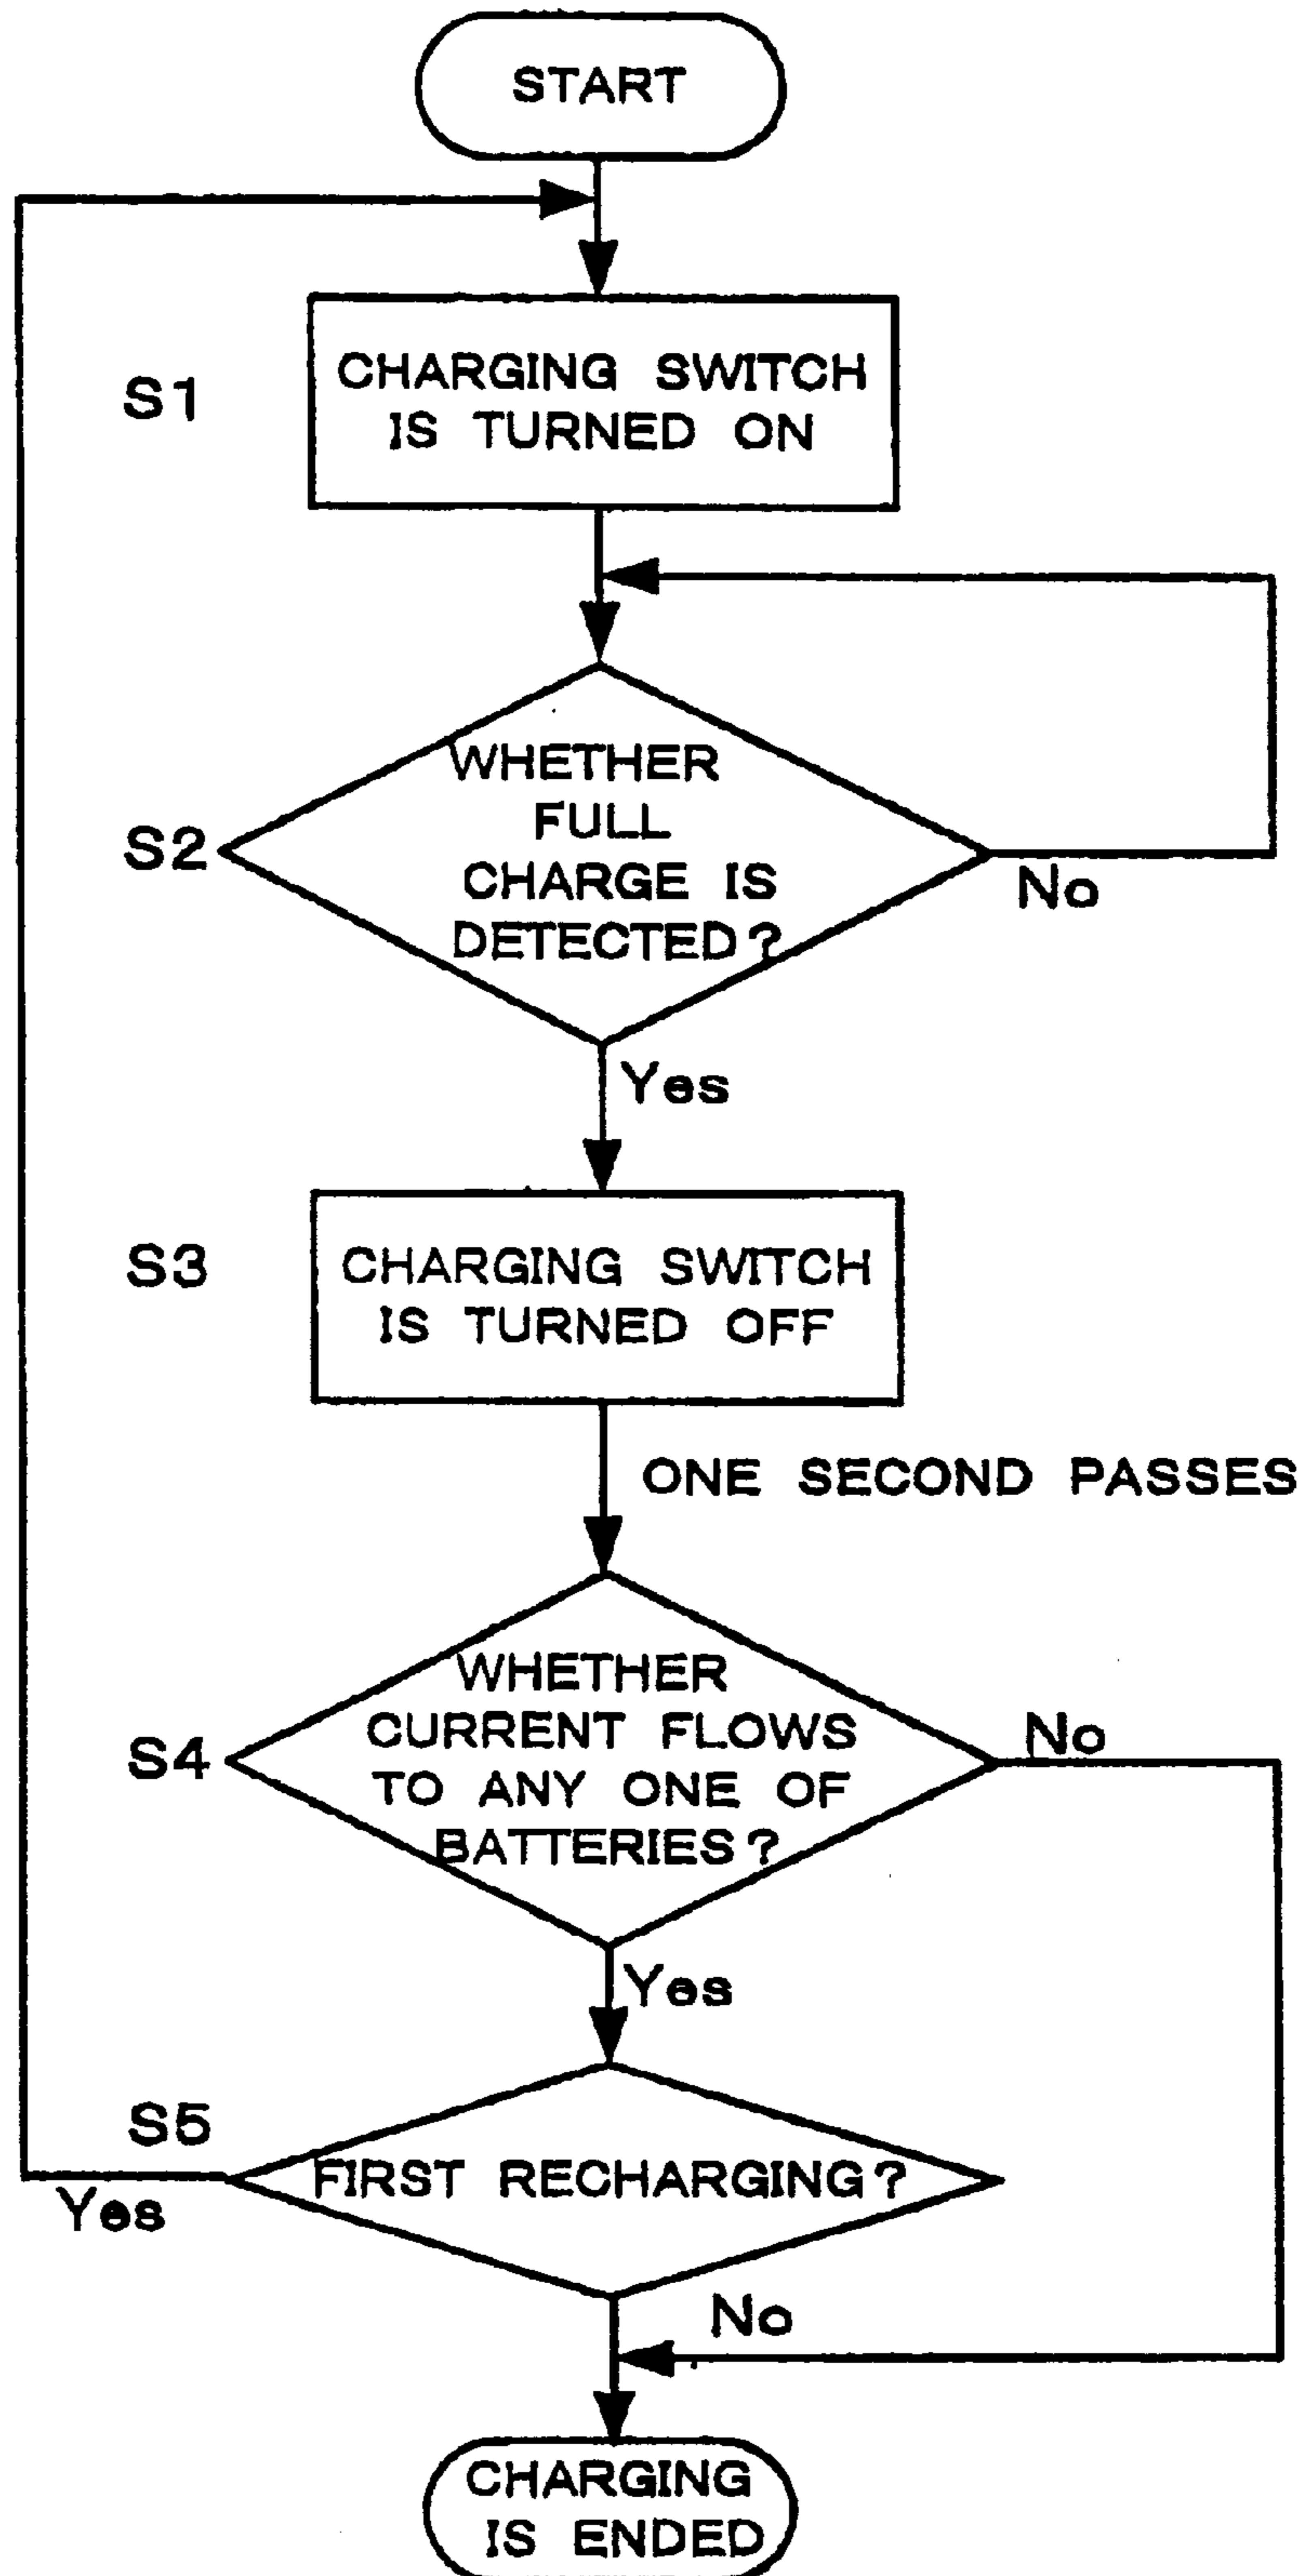 START
S1
CHARGING SWITCH
IS TURNED ON
S2
WHETHER
FULL
CHARGE IS
DETECTED?
No
Yes
S3
CHARGING SWITCH
IS TURNED OFF
ONE SECOND PASSES
S4
WHETHER
CURRENT FLOWS
TO ANY ONE OF
BATTERIES?
No
Yes
S5
FIRST RECHARGING?
Yes
No
CHARGING
IS ENDED